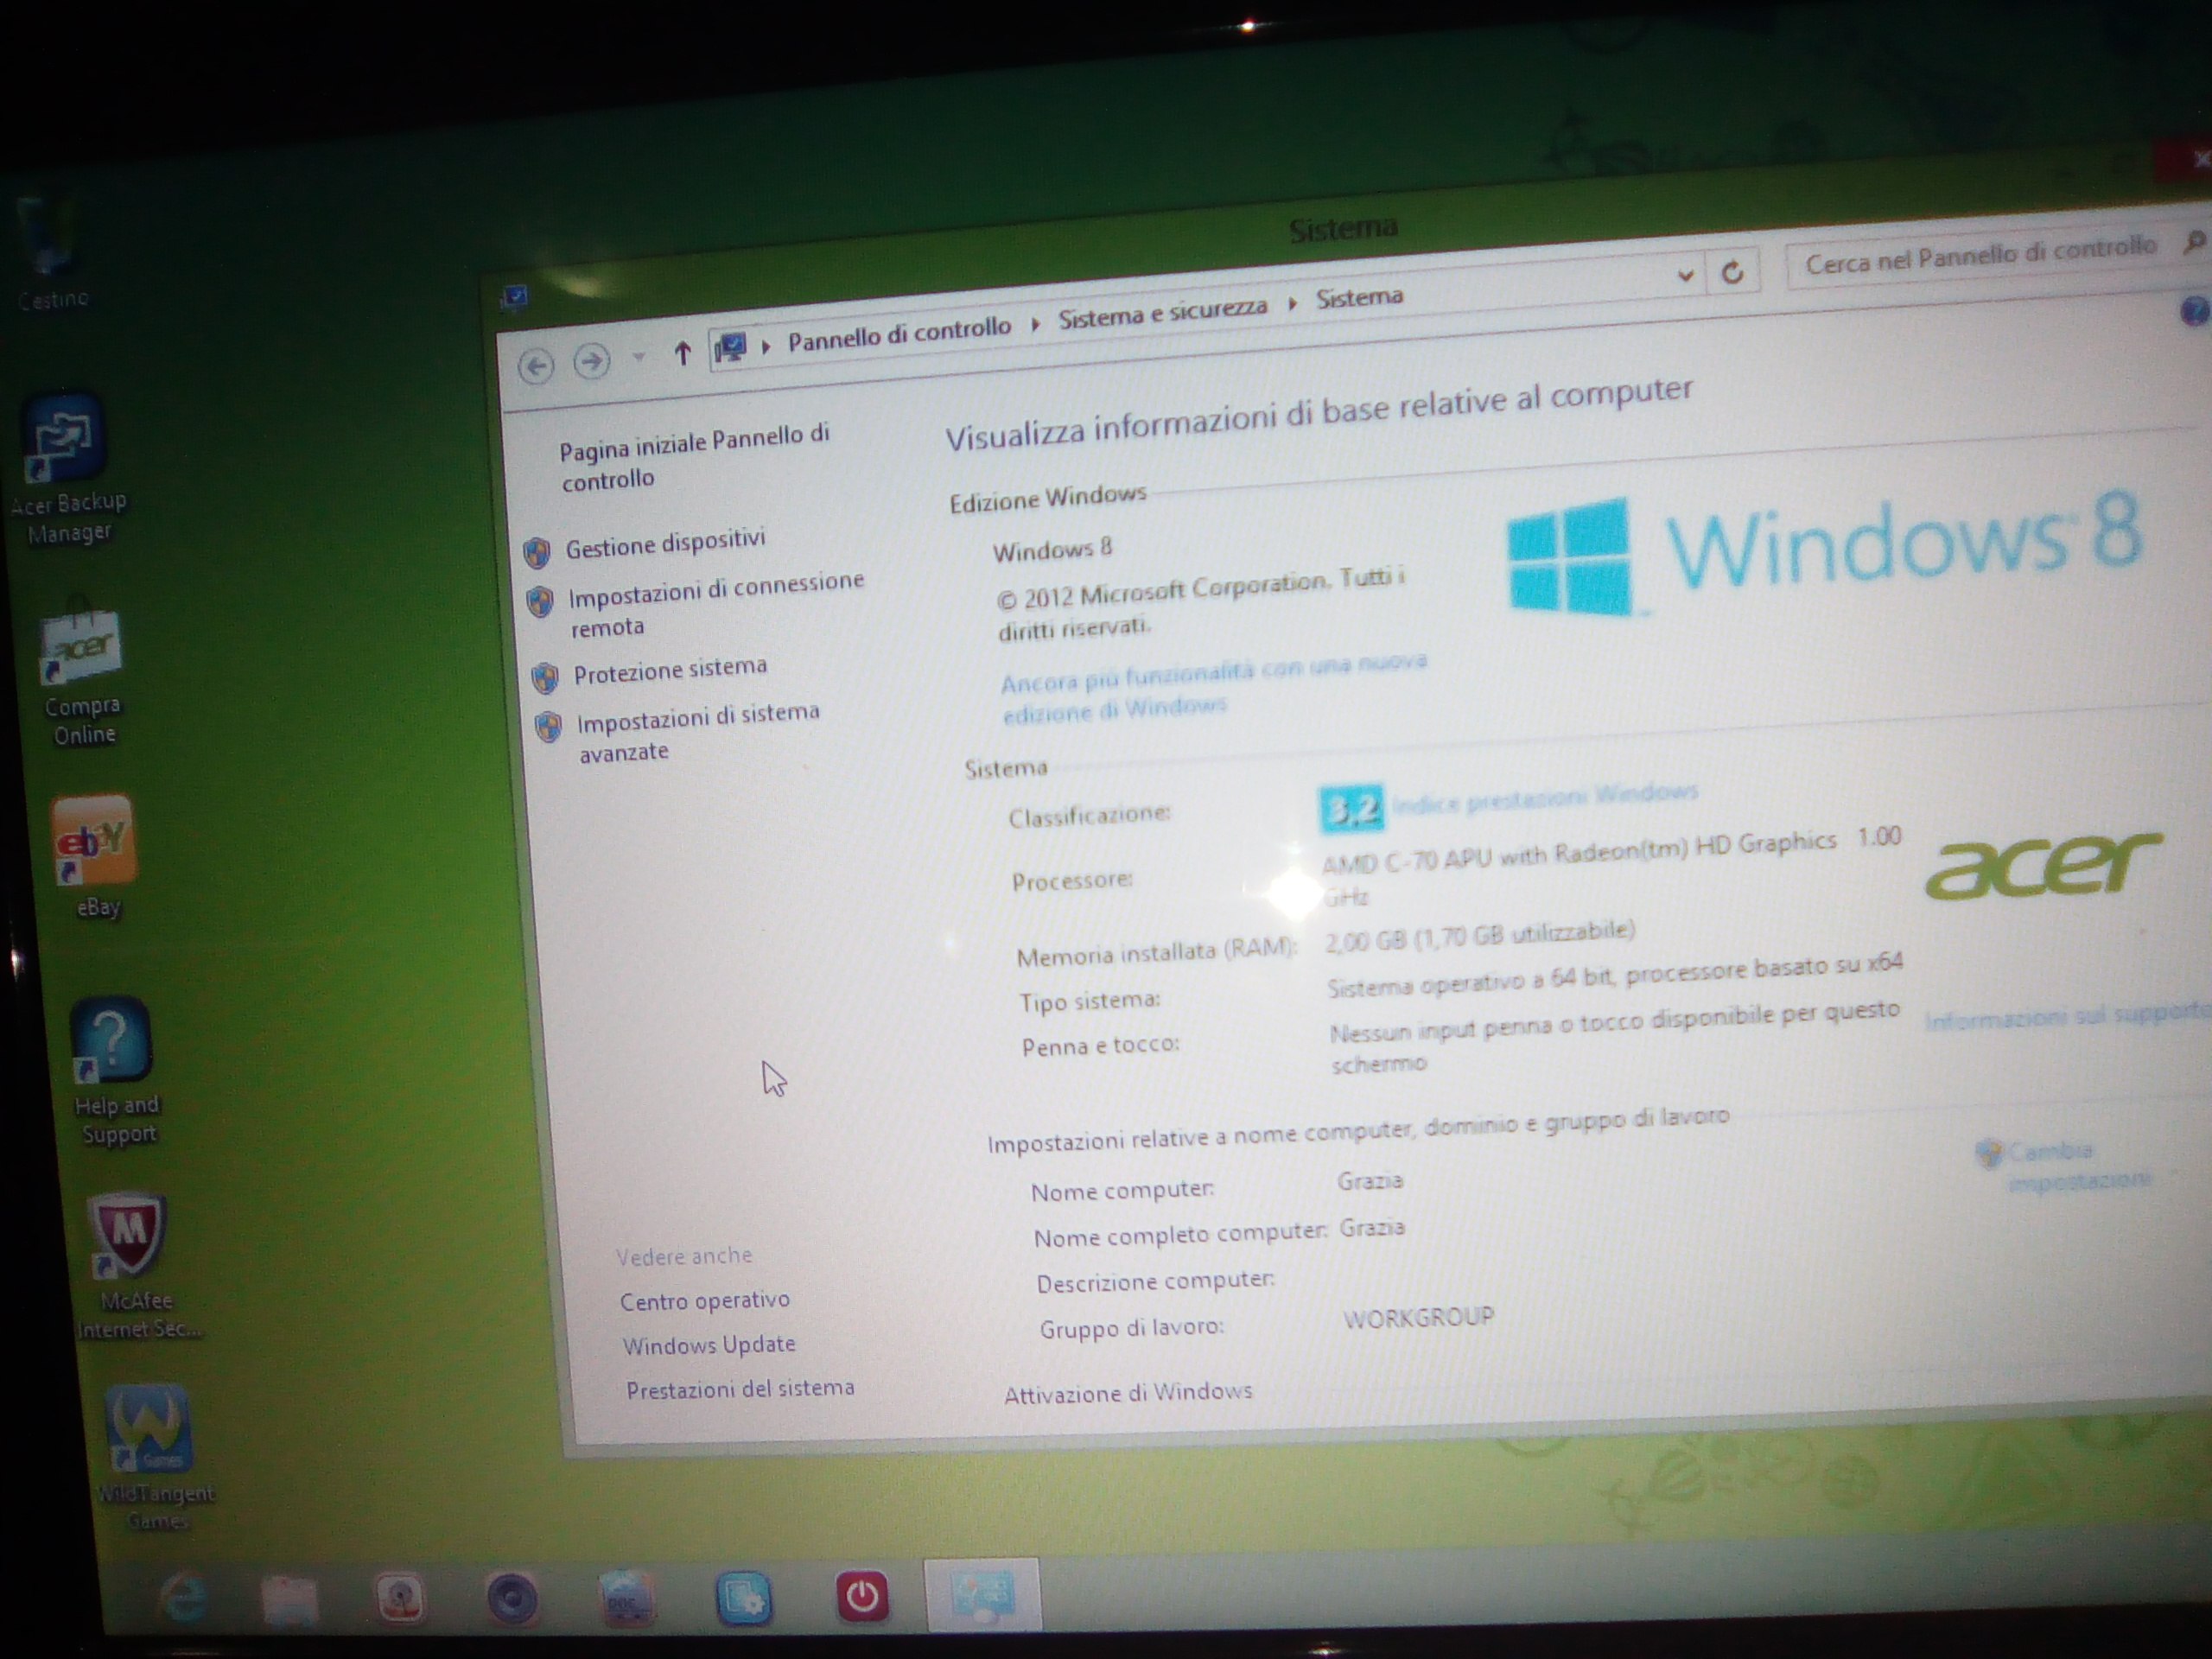 Sistema
Pannello di controllo
Sistema e sicurezza
Sistema
Cerca nel Pannello di controllo
Cestino
Acer Backup
Manager
acer
Compra
Online
ebay
eBay
?
Help and
Support
M
McAfee
Internet Sec...
Games
WildTangent
Games
Pagina iniziale Pannello di
controllo
Gestione dispositivi
Impostazioni di connessione
remota
Protezione sistema
Impostazioni di sistema
avanzate
Vedere anche
Centro operativo
Windows Update
Prestazioni del sistema
Visualizza informazioni di base relative al computer
Edizione Windows
Windows 8
© 2012 Microsoft Corporation. Tutti i
diritti riservati.
Ancora più funzionalità con una nuova
edizione di Windows
Windows 8
Sistema
Classificazione:
3,2 Indice prestazioni Windows
Processore:
AMD C-70 APU with Radeon(tm) HD Graphics 1.00
GHz
Memoria installata (RAM):
2,00 GB (1,70 GB utilizzabile)
Tipo sistema:
Sistema operativo a 64 bit, processore basato su x64
Penna e tocco:
Nessun input penna o tocco disponibile per questo
schermo
acer
Informazioni sul supporto
Impostazioni relative a nome computer, dominio e gruppo di lavoro
Nome computer:
Grazia
Nome completo computer:
Grazia
Descrizione computer:
Gruppo di lavoro:
WORKGROUP
Cambia
impostazioni
Attivazione di Windows